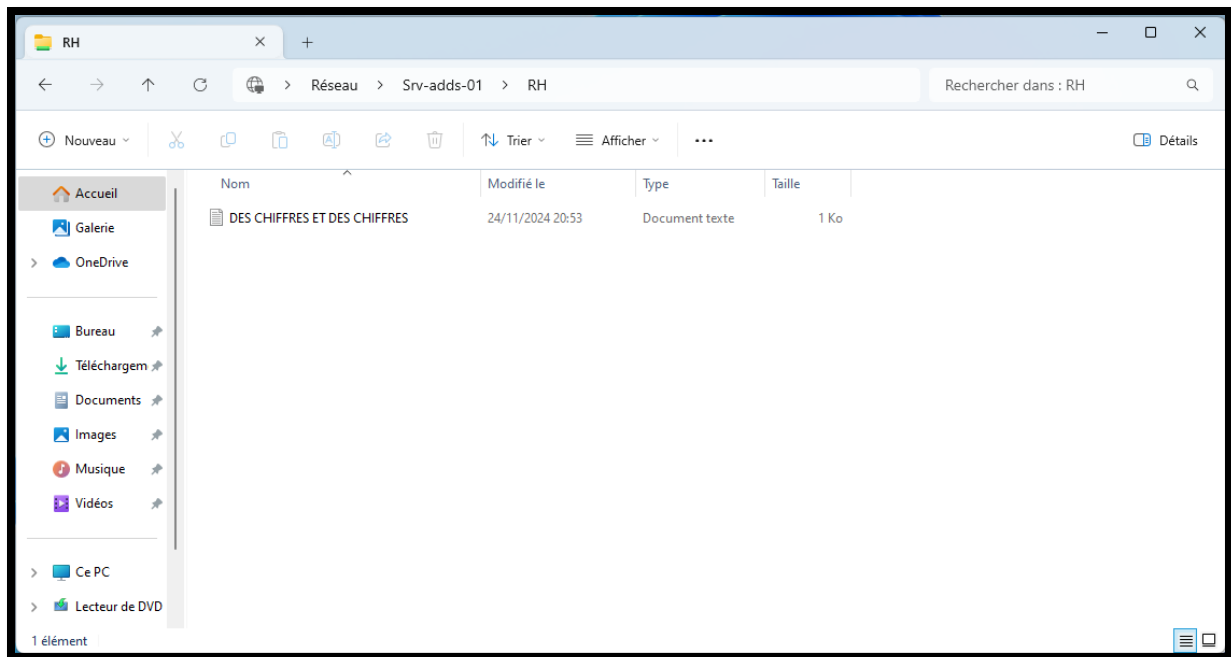 RH
Réseau > Srv-adds-01 > RH
Rechercher dans : RH
Nouveau
Trier
Afficher
Détails
Accueil
Galerie
OneDrive
Bureau
Téléchargem
Documents
Images
Musique
Vidéos
Ce PC
Lecteur de DVD
Nom Modifié le Type Taille
DES CHIFFRES ET DES CHIFFRES 24/11/2024 20:53 Document texte 1 Ko
1 élément